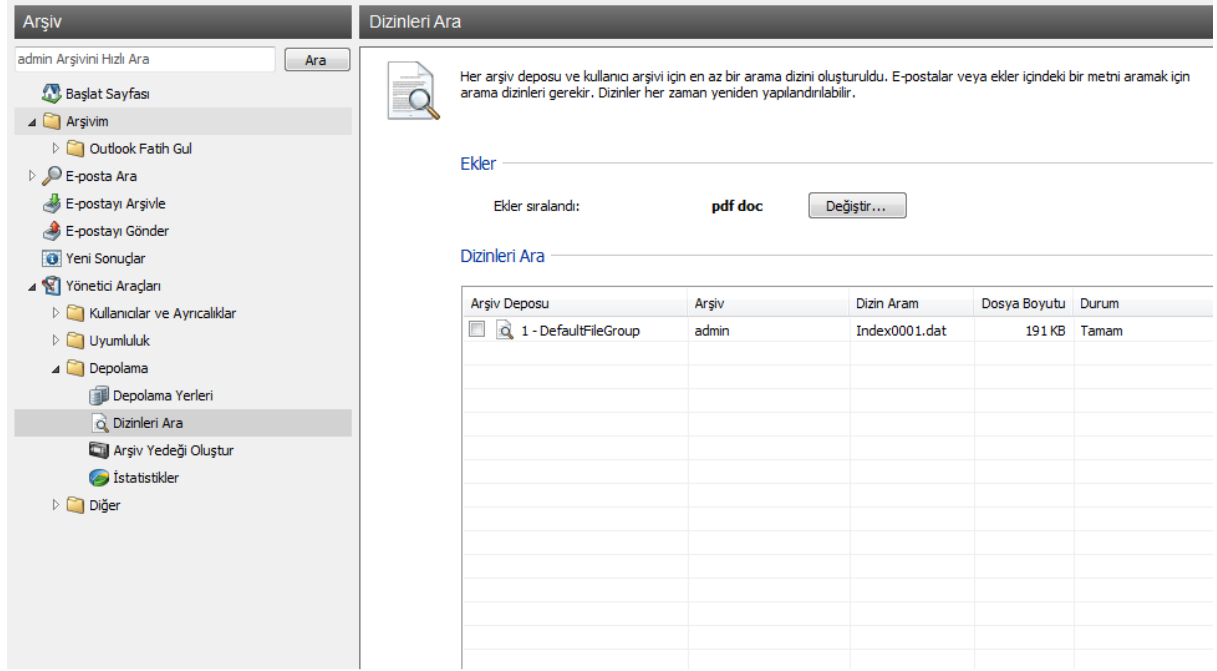 Arşiv
admin Arşivini Hızlı Ara
Ara
Başlat Sayfası
Arşivim
Outlook Fatih Gul
E-posta Ara
E-postayı Arşivle
E-postayı Gönder
Yeni Sonuçlar
Yönetici Araçları
Kullanıcılar ve Ayrıcalıklar
Uyumluluk
Depolama
Depolama Yerleri
Dizinleri Ara
Arşiv Yedeği Oluştur
İstatistikler
Diğer
Dizinleri Ara
Her arşiv deposu ve kullanıcı arşivi için en az bir arama dizini oluşturuldu. E-postalar veya ekler içindeki bir metni aramak için
arama dizinleri gerekir. Dizinler her zaman yeniden yapılandırılabilir.
Ekler
Ekler sıralandı: pdf doc Değiştir...
Dizinleri Ara
Arşiv Deposu Arşiv Dizin Aram Dosya Boyutu Durum
1 - DefaultFileGroup admin Index0001.dat 191 KB Tamam